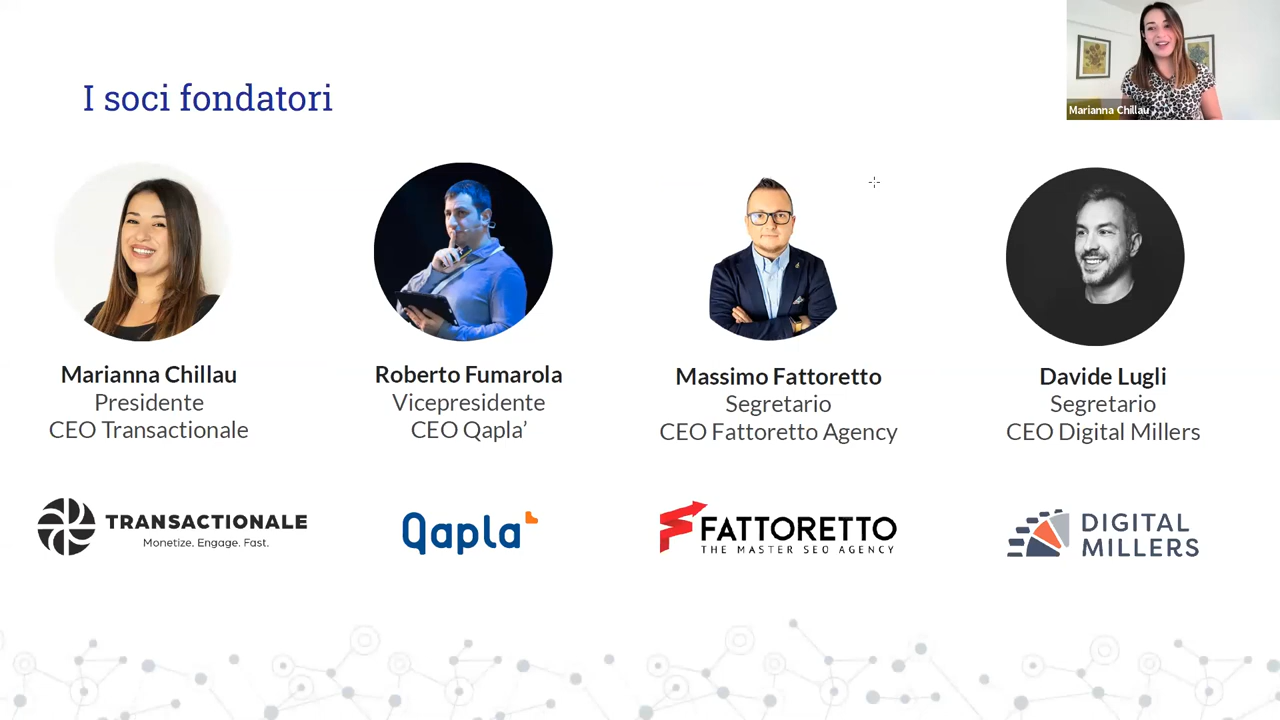 I soci fondatori
Marianna Chillau
Marianna Chillau
Presidente
CEO Transactionale
Roberto Fumarola
Vicepresidente
CEO Qapla’
Massimo Fattoretto
Segretario
CEO Fattoretto Agency
Davide Lugli
Segretario
CEO Digital Millers
TRANSACTIONALE
Monetize. Engage. Fast.
Qapla
FATTORETTO
THE MASTER SEO AGENCY
DIGITAL
MILLERS